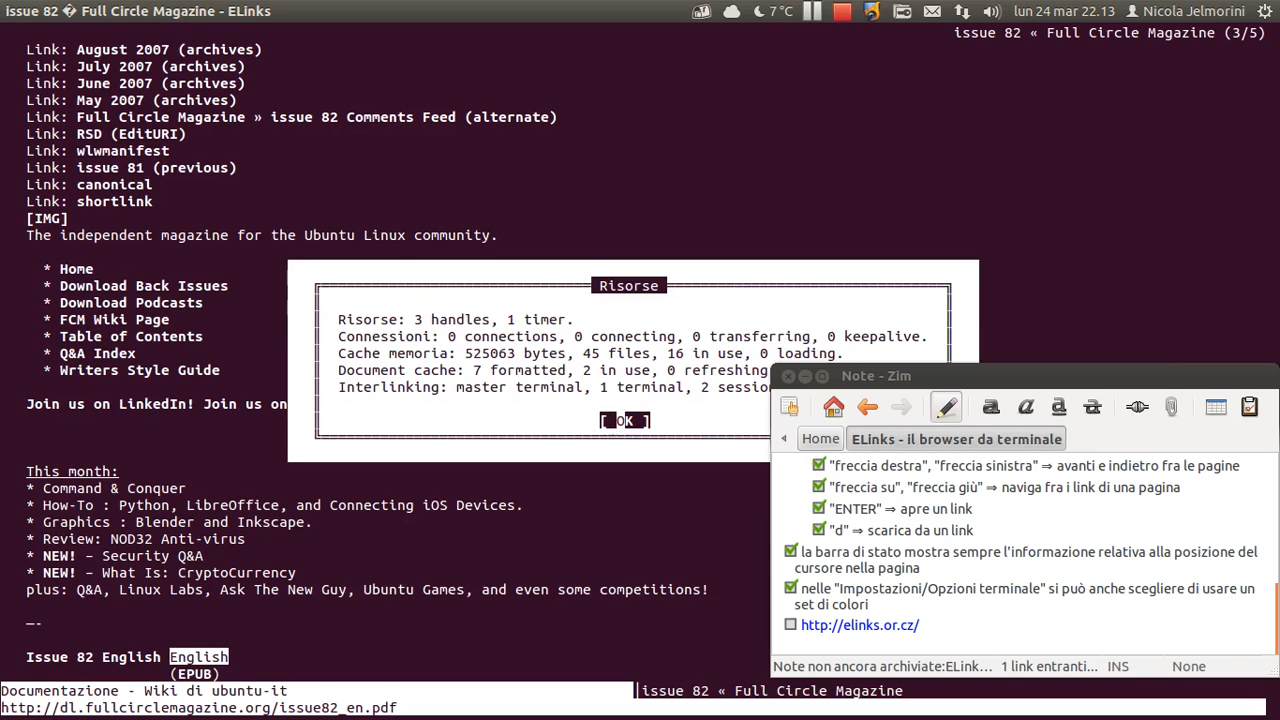 issue 82 � Full Circle Magazine - ELinks
7 °C
lun 24 mar 22.13
Nicola Jelmorini
issue 82 « Full Circle Magazine (3/5)
Link: August 2007 (archives)
Link: July 2007 (archives)
Link: June 2007 (archives)
Link: May 2007 (archives)
Link: Full Circle Magazine » issue 82 Comments Feed (alternate)
Link: RSD (EditURI)
Link: wlwmanifest
Link: issue 81 (previous)
Link: canonical
Link: shortlink
[IMG]
The independent magazine for the Ubuntu Linux community.
* Home
* Download Back Issues
* Download Podcasts
* FCM Wiki Page
* Table of Contents
* Q&A Index
* Writers Style Guide
Join us on LinkedIn! Join us on
Risorse
Risorse: 3 handles, 1 timer.
Connessioni: 0 connections, 0 connecting, 0 transferring, 0 keepalive.
Cache memoria: 525063 bytes, 45 files, 16 in use, 0 loading.
Document cache: 7 formatted, 2 in use, 0 refreshing
Interlinking: master terminal, 1 terminal, 2 sessio
[ OK ]
This month:
* Command & Conquer
* How-To : Python, LibreOffice, and Connecting iOS Devices.
* Graphics : Blender and Inkscape.
* Review: NOD32 Anti-virus
* NEW! – Security Q&A
* NEW! – What Is: CryptoCurrency
plus: Q&A, Linux Labs, Ask The New Guy, Ubuntu Games, and even some competitions!
—-
Issue 82 English English
(EPUB)
Documentazione - Wiki di ubuntu-it
issue 82 « Full Circle Magazine
http://dl.fullcirclemagazine.org/issue82_en.pdf
Note - Zim
Home
ELinks - il browser da terminale
"freccia destra", "freccia sinistra" ⇒ avanti e indietro fra le pagine
"freccia su", "freccia giù" ⇒ naviga fra i link di una pagina
"ENTER" ⇒ apre un link
"d" ⇒ scarica da un link
la barra di stato mostra sempre l'informazione relativa alla posizione del
cursore nella pagina
nelle "Impostazioni/Opzioni terminale" si può anche scegliere di usare un
set di colori
http://elinks.or.cz/
Note non ancora archiviate:ELink...
1 link entranti...
INS
None